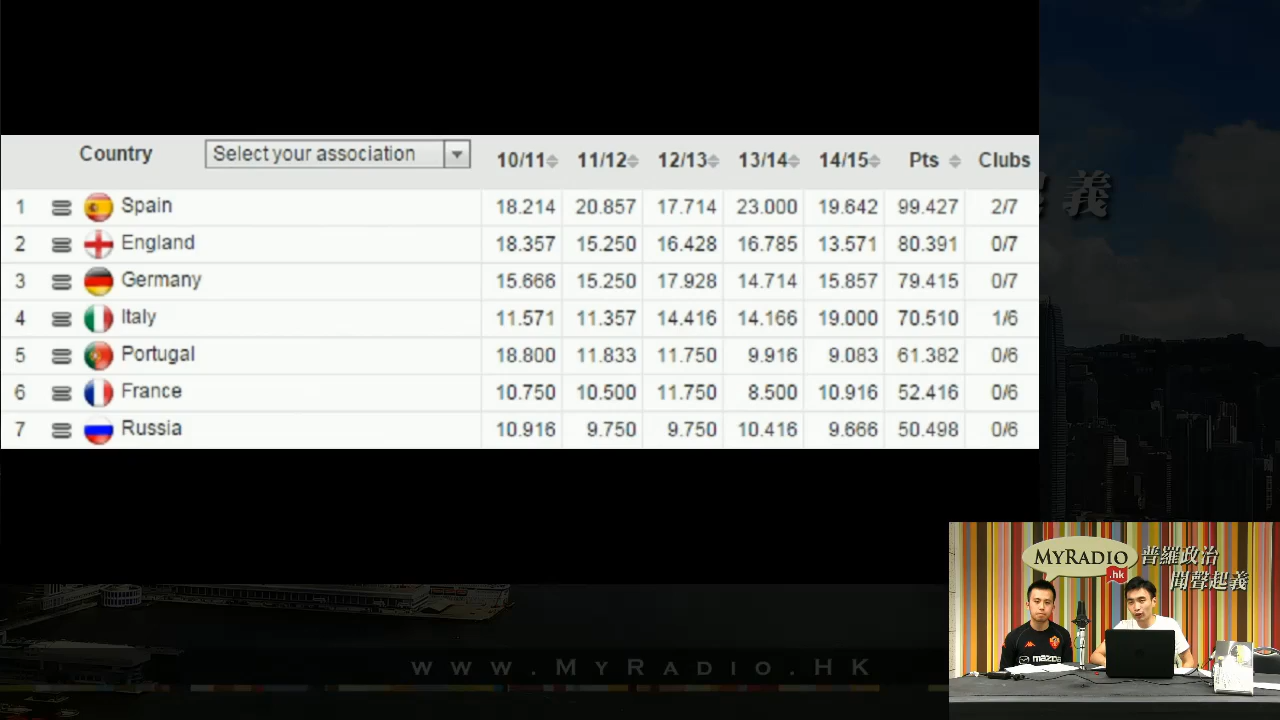 Country Select your association 10/11 11/12 12/13 13/14 14/15 Pts Clubs
1 Spain 18.214 20.857 17.714 23.000 19.642 99.427 2/7
2 England 18.357 15.250 16.428 16.785 13.571 80.391 0/7
3 Germany 15.666 15.250 17.928 14.714 15.857 79.415 0/7
4 Italy 11.571 11.357 14.416 14.166 19.000 70.510 1/6
5 Portugal 18.800 11.833 11.750 9.916 9.083 61.382 0/6
6 France 10.750 10.500 11.750 8.500 10.916 52.416 0/6
7 Russia 10.916 9.750 9.750 10.416 9.666 50.498 0/6
起義
MYRADIO
.hk
普羅政治
聞聲起義
mazda
WWW.MYRADIO.HK